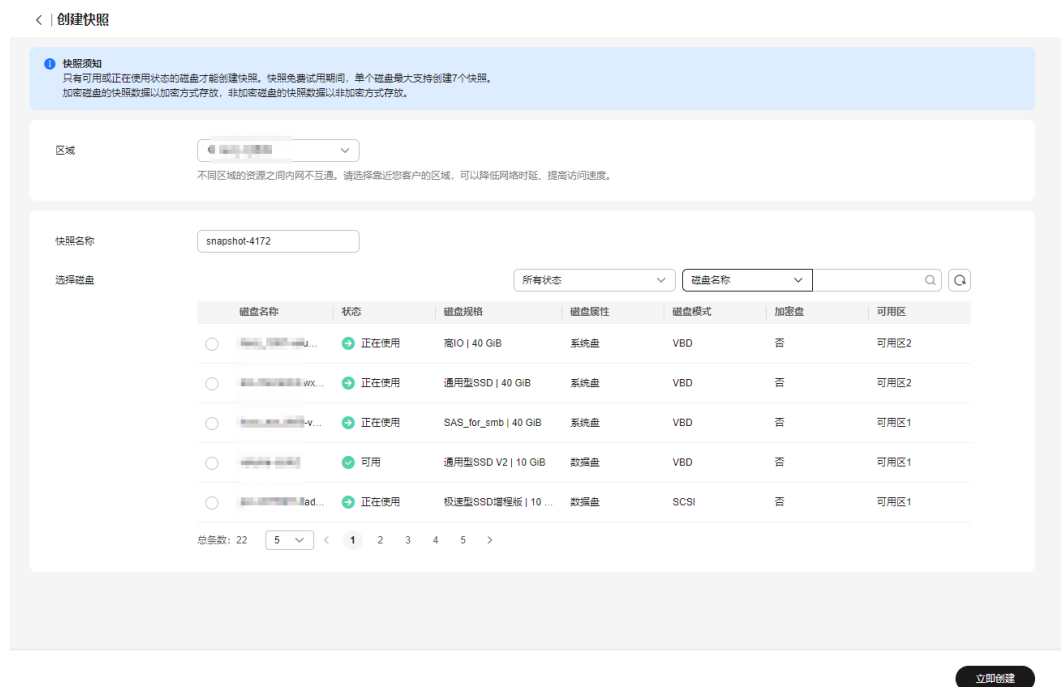 创建快照
快照须知
只有可用或正在使用状态的磁盘才能创建快照。快照免费试用期间，单个磁盘最大支持创建7个快照。
加密磁盘的快照数据以加密方式存放，非加密磁盘的快照数据以非加密方式存放。
区域
不同区域的资源之间内网不互通。请选择靠近您客户的区域，可以降低网络时延、提高访问速度。
快照名称 snapshot-4172
选择磁盘 所有状态 磁盘名称
磁盘名称 状态 磁盘规格 磁盘属性 磁盘模式 加密盘 可用区
正在使用 高IO | 40 GiB 系统盘 VBD 否 可用区2
wx... 正在使用 通用型SSD | 40 GiB 系统盘 VBD 否 可用区2
-v... 正在使用 SAS_for_smb | 40 GiB 系统盘 VBD 否 可用区1
可用 通用型SSD V2 | 10 GiB 数据盘 VBD 否 可用区1
ad... 正在使用 极速型SSD增程版 | 10 ... 数据盘 SCSI 否 可用区1
总条数: 22 5 < 1 2 3 4 5 >
立即创建